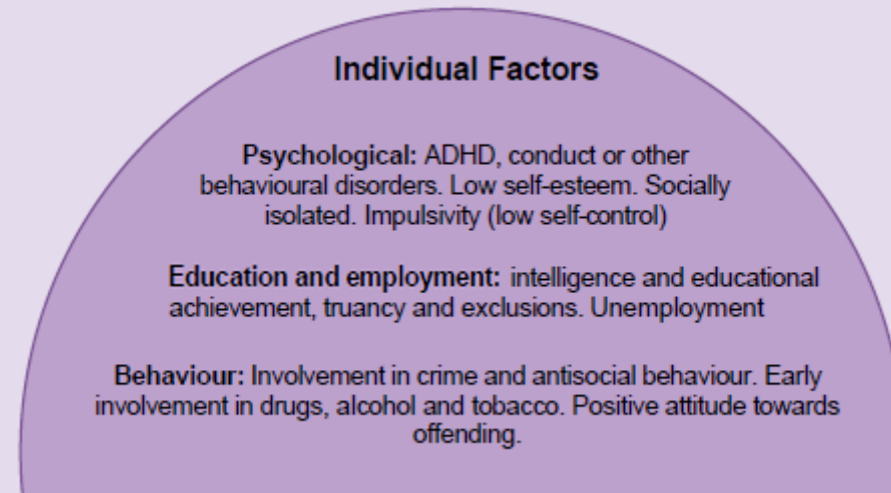 Individual Factors
Psychological: ADHD, conduct or other
behavioural disorders. Low self-esteem. Socially
isolated. Impulsivity (low self-control)
Education and employment: intelligence and educational
achievement, truancy and exclusions. Unemployment
Behaviour: Involvement in crime and antisocial behaviour. Early
involvement in drugs, alcohol and tobacco. Positive attitude towards
offending.